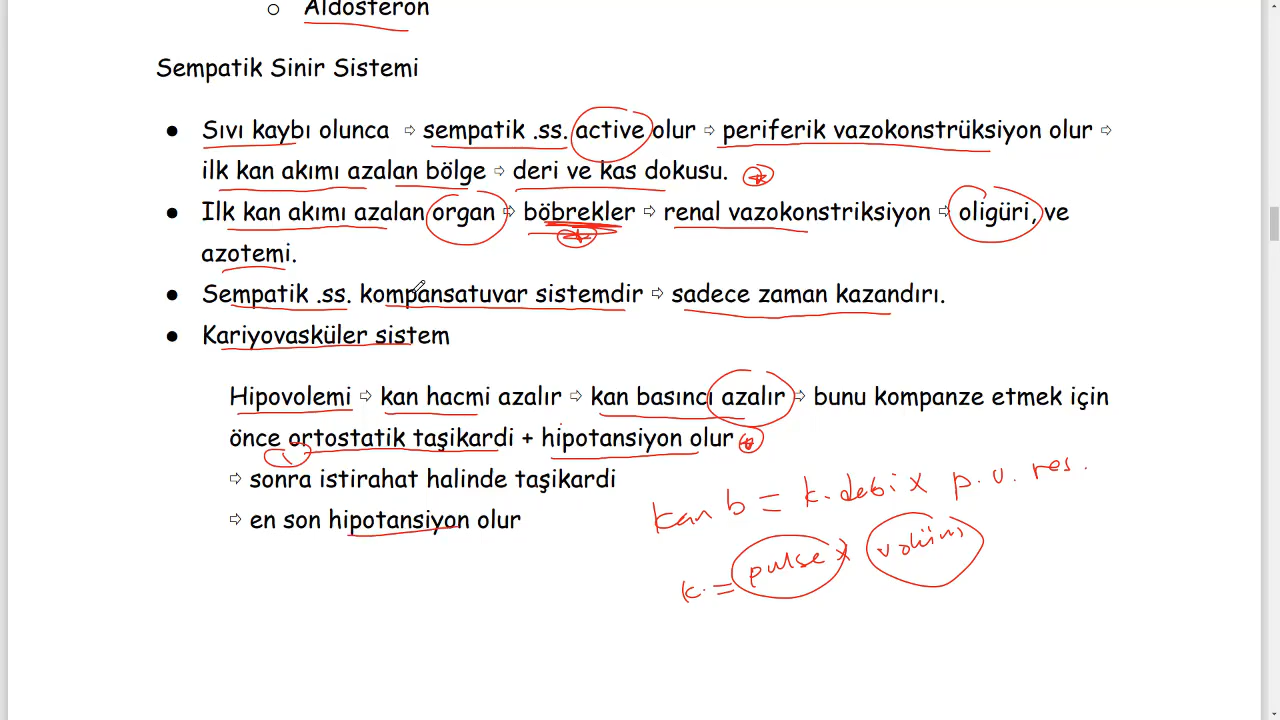 ○ Aldosteron
Sempatik Sinir Sistemi
● Sıvı kaybı olunca ⇨ sempatik .ss. active olur ⇨ periferik vazokonstrüksiyon olur ⇨
ilk kan akımı azalan bölge ⇨ deri ve kas dokusu.
● Ilk kan akımı azalan organ ⇨ böbrekler ⇨ renal vazokonstriksiyon ⇨ oligüri, ve
azotemi.
● Sempatik .ss. kompansatuvar sistemdir ⇨ sadece zaman kazandırı.
● Kariyovasküler sistem
Hipovolemi ⇨ kan hacmi azalır ⇨ kan basıncı azalır ⇨ bunu kompanze etmek için
önce ortostatik taşikardi + hipotansiyon olur
1
⇨ sonra istirahat halinde taşikardi
⇨ en son hipotansiyon olur
kan b = k. debi x p. v. res.
k. = pulse x volüm